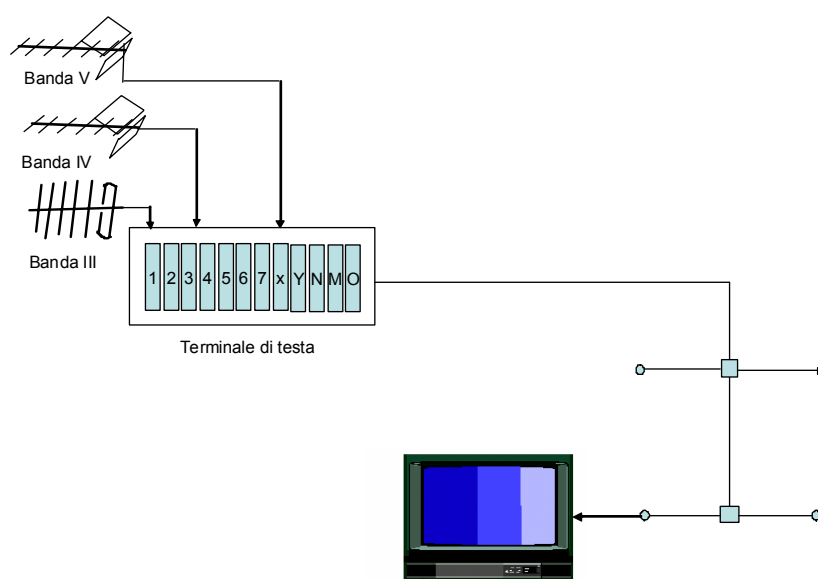 Banda V
Banda IV
Banda III
1 2 3 4 5 6 7 x Y N M O
Terminale di testa